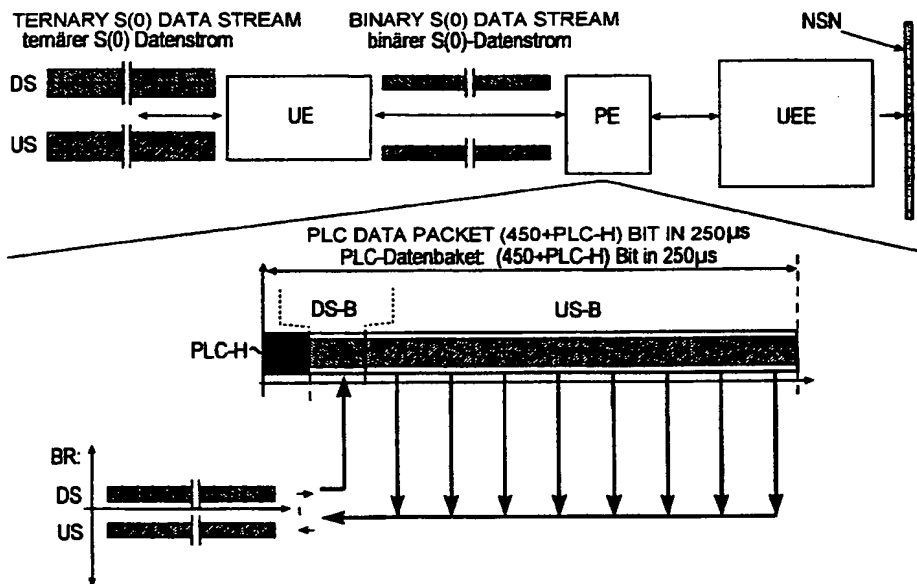 TERNARY S(0) DATA STREAM
ternärer S(0) Datenstrom
BINARY S(0) DATA STREAM
binärer S(0)-Datenstrom
NSN
DS
US
UE
PE
UEE
PLC DATA PACKET (450+PLC-H) BIT IN 250µs
PLC-Datenbaket: (450+PLC-H) Bit in 250µs
DS-B
US-B
PLC-H
BR:
DS
t
US